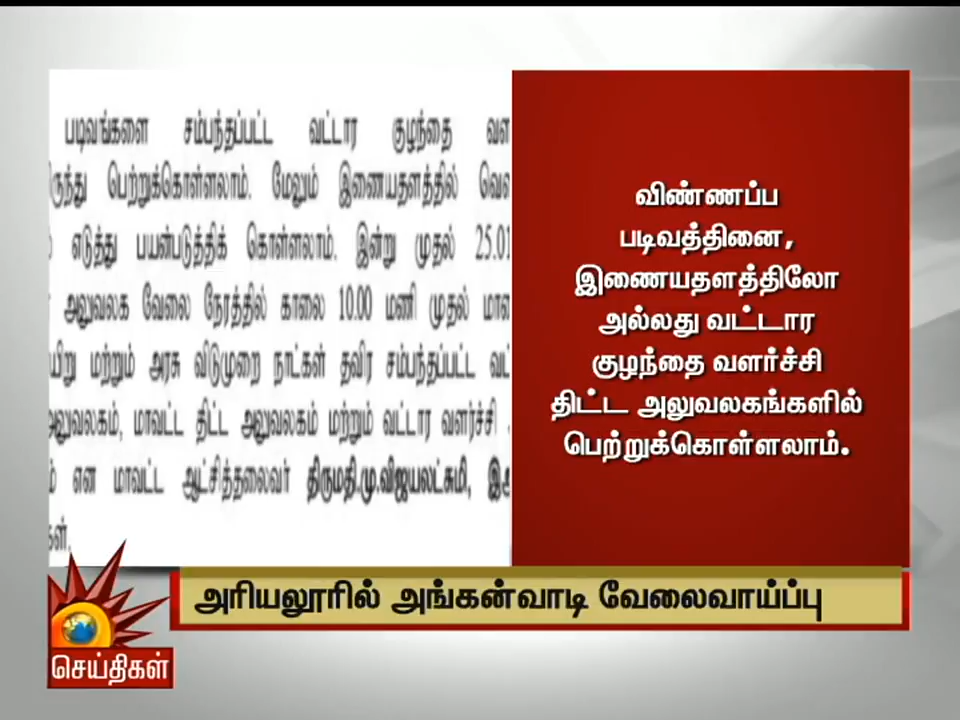 படிவங்களை சம்பந்தப்பட்ட வட்டார குழந்தை
பெற்றுக்கொள்ளலாம். மேலும் இணையதளத்தில்
எடுத்து பயன்படுத்திக் கொள்ளலாம். இன்று முதல் 25.01
அலுவலக வேலை நேரத்தில் காலை 10.00 மணி முதல்
மற்றும் அரசு விடுமுறை நாட்கள் தவிர சம்பந்தப்பட்ட
மாவட்ட திட்ட அலுவலகம் மற்றும் வட்டார வளர்ச்சி
என மாவட்ட ஆட்சித்தலைவர் திருமதி.மு.விஜயலட்சுமி,
விண்ணப்ப
படிவத்தினை,
இணையதளத்திலோ
அல்லது வட்டார
குழந்தை வளர்ச்சி
திட்ட அலுவலகங்களில்
பெற்றுக்கொள்ளலாம்.
அரியலூரில் அங்கன்வாடி வேலைவாய்ப்பு
செய்திகள்